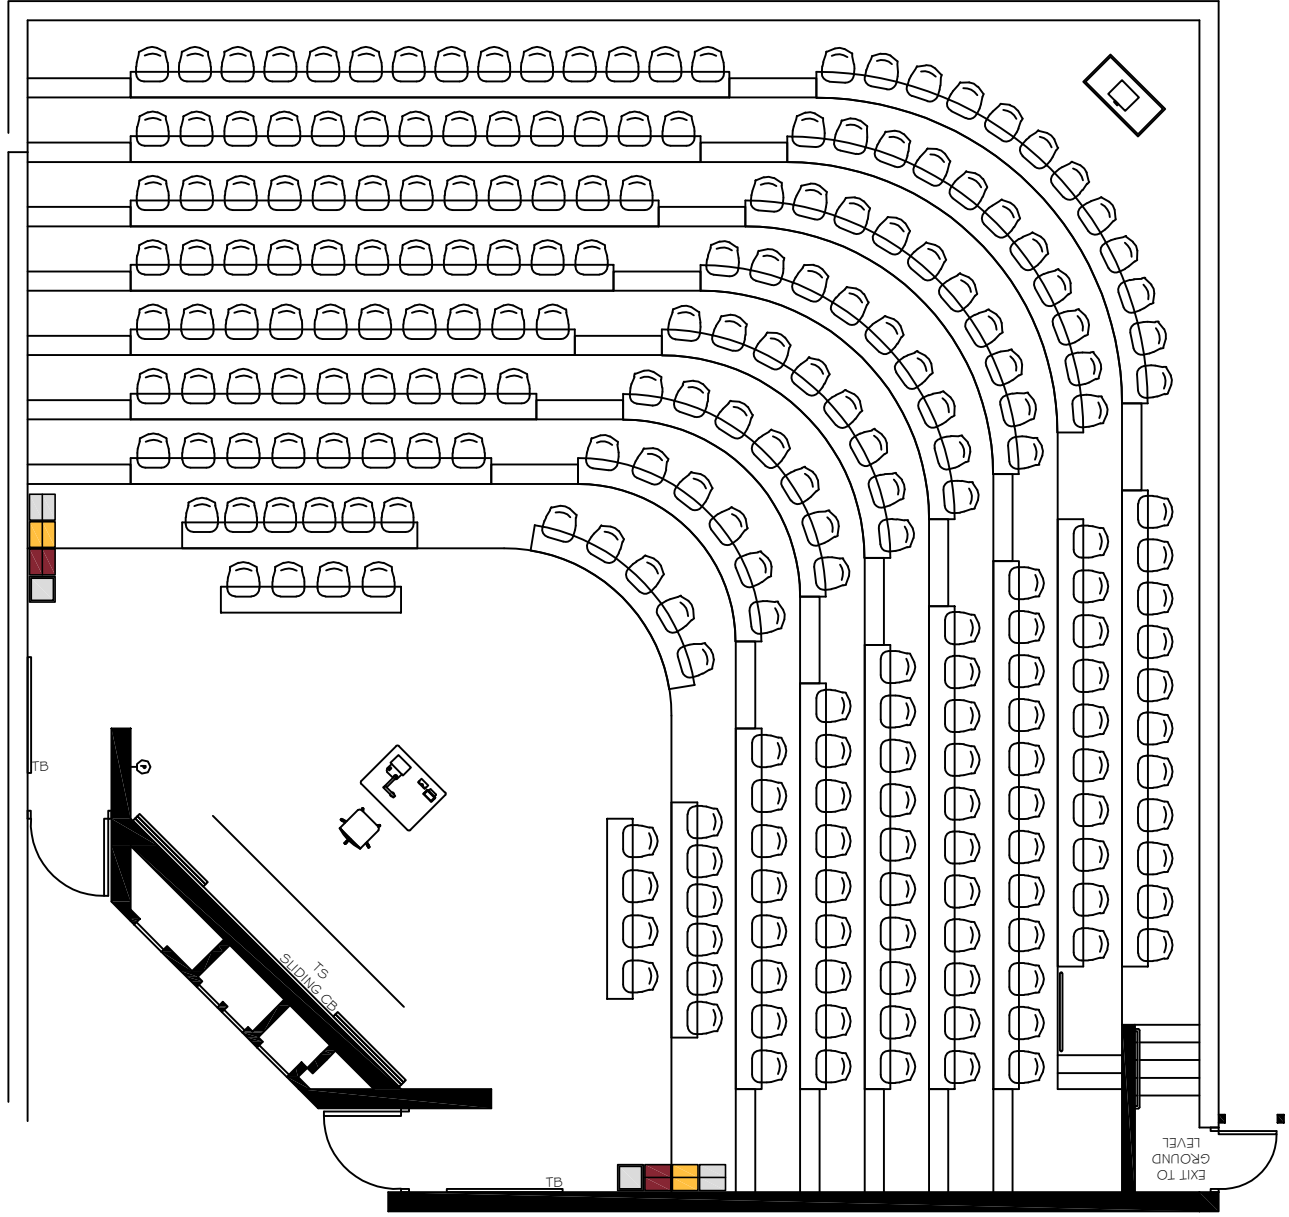 TB
TS
SLIDING CB
TB
EXIT TO
GROUND
LEVEL